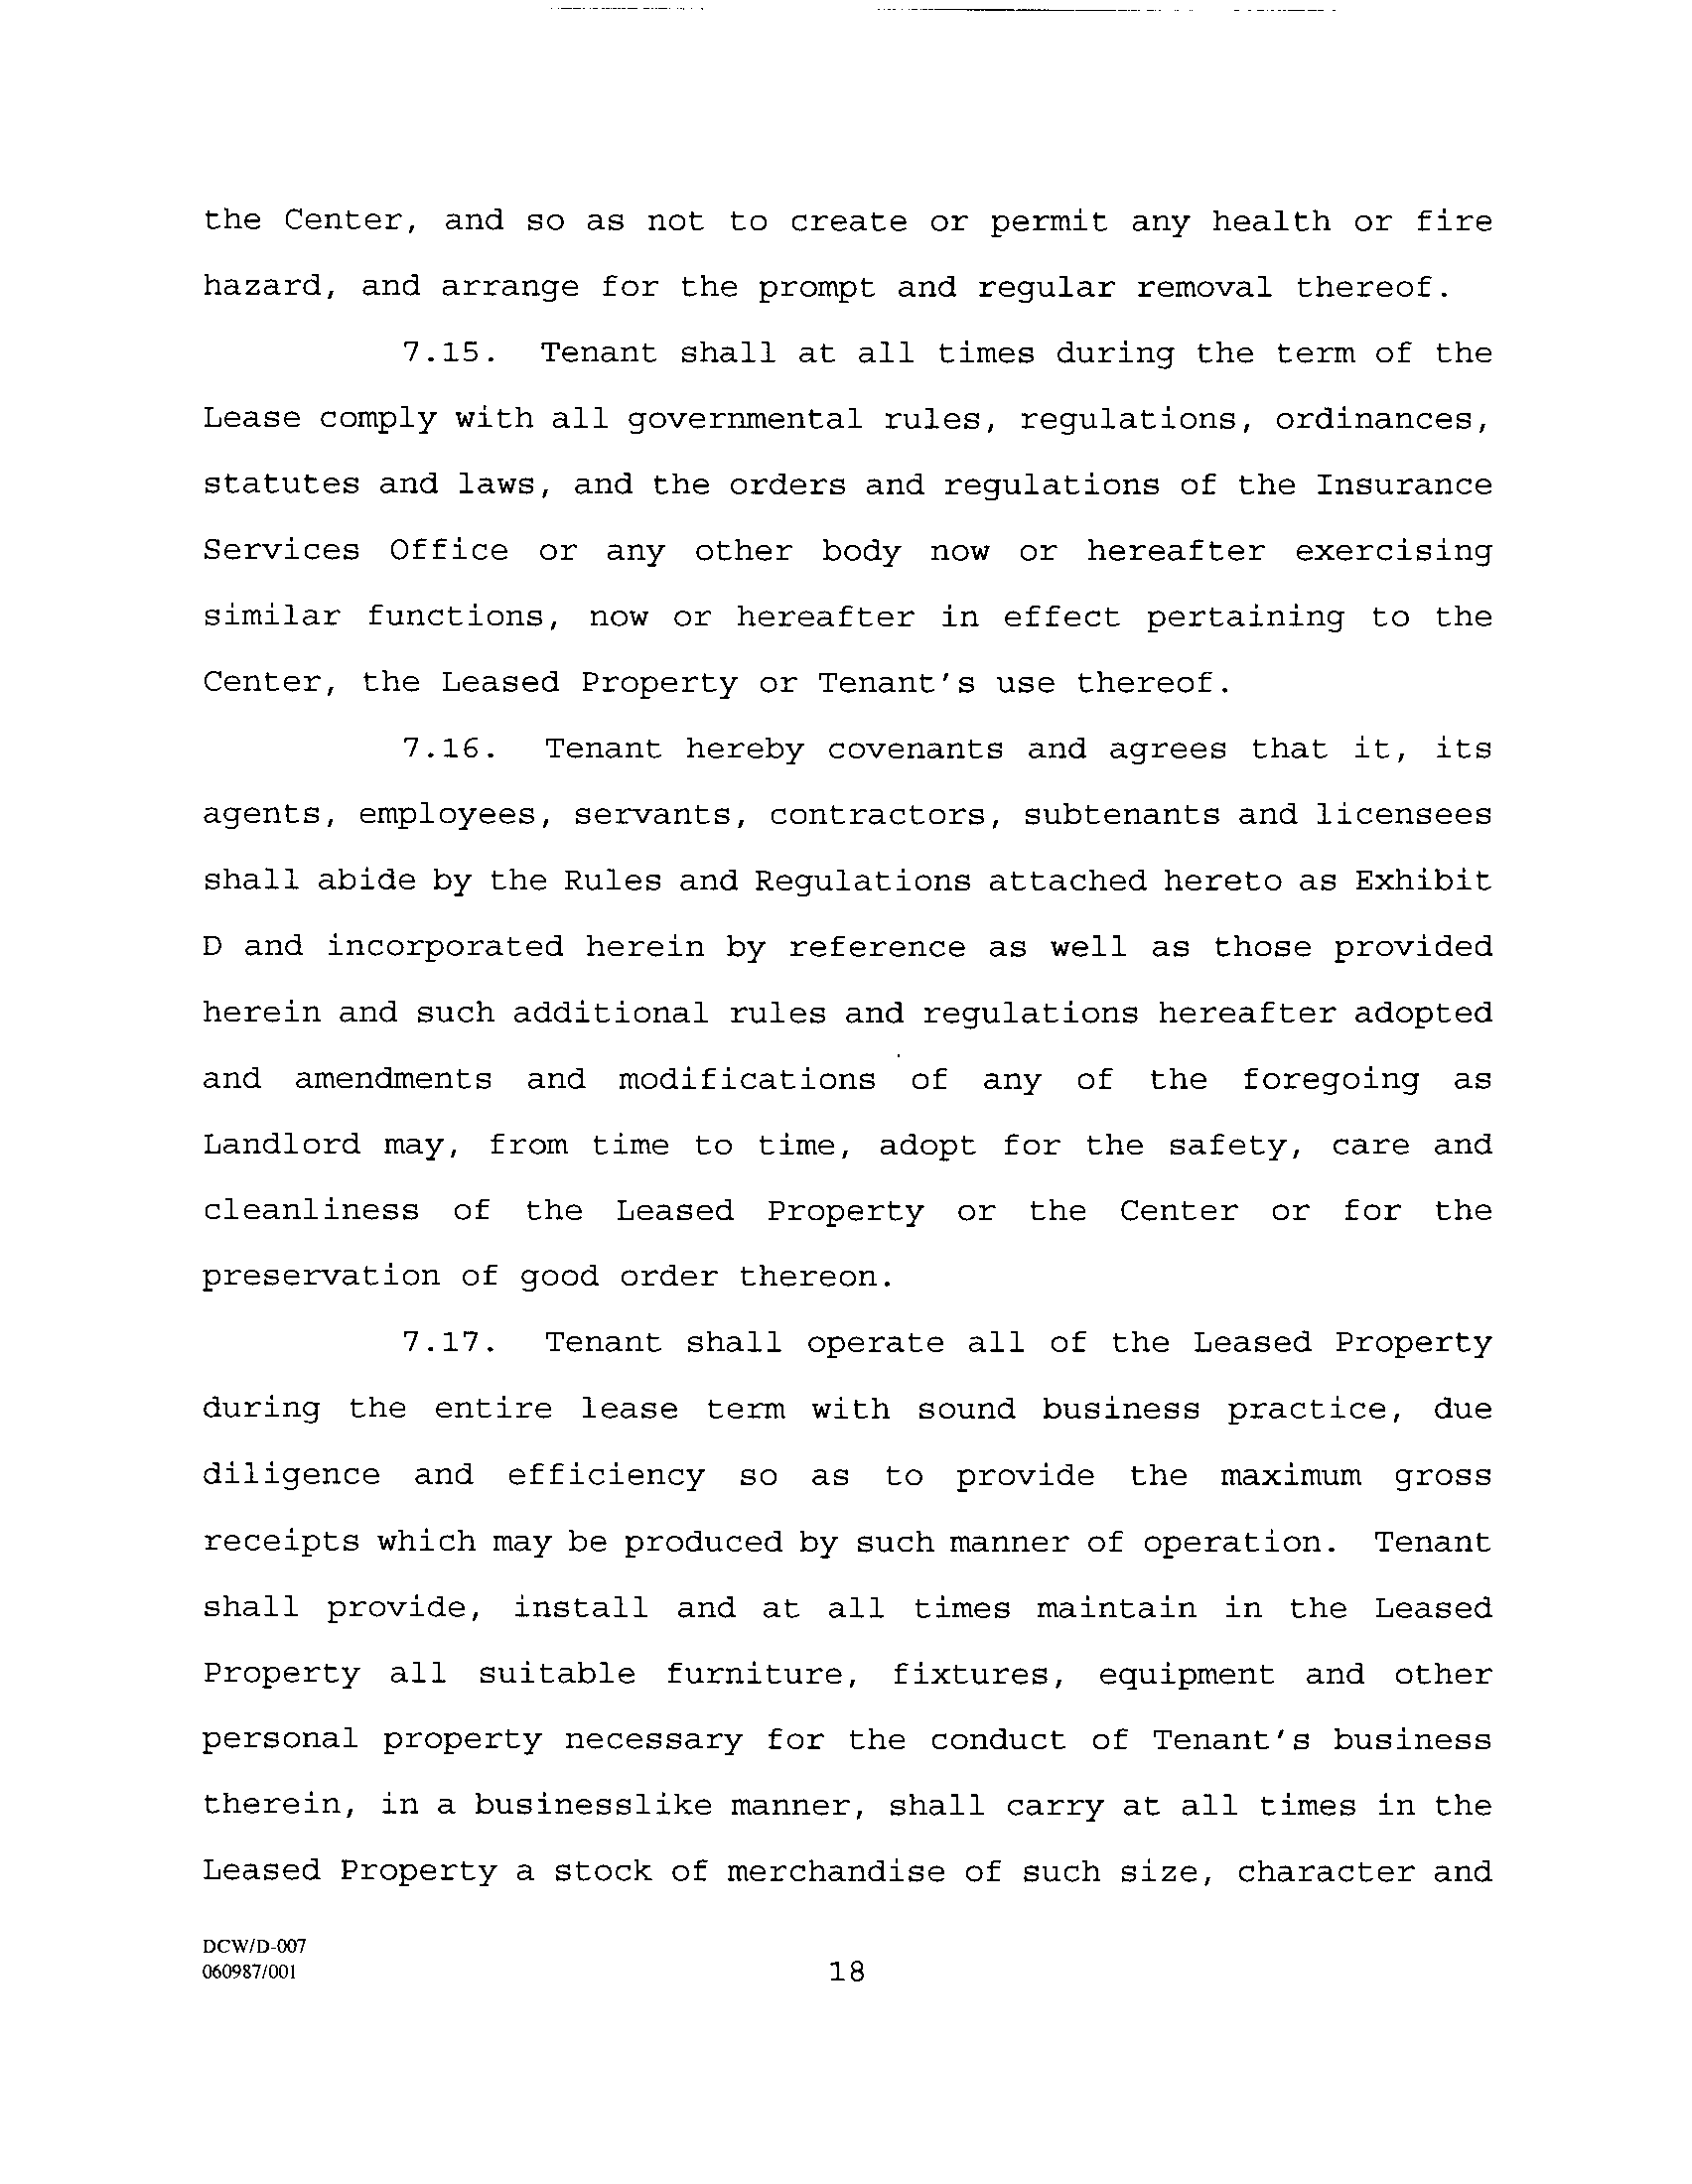 the Center, and so as not to create or permit any health or fire
hazard, and arrange for the prompt and regular removal thereof.
7.15. Tenant shall at all times during the term of the
Lease comply with all governmental rules, regulations, ordinances,
statutes and laws, and the orders and regulations of the Insurance
Services Office or any other body now or hereafter exercising
similar functions, now or hereafter in effect pertaining to the
Center, the Leased Property or Tenant's use thereof.
7.16. Tenant hereby covenants and agrees that it, its
agents, employees, servants, contractors, subtenants and licensees
shall abide by the Rules and Regulations attached hereto as Exhibit
D and incorporated herein by reference as well as those provided
herein and such additional rules and regulations hereafter adopted
and amendments and modifications of any of the foregoing as
Landlord may, from time to time, adopt for the safety, care and
cleanliness of the Leased Property or the Center or for the
preservation of good order thereon.
7.17. Tenant shall operate all of the Leased Property
during the entire lease term with sound business practice, due
diligence and efficiency so as to provide the maximum gross
receipts which may be produced by such manner of operation. Tenant
shall provide, install and at all times maintain in the Leased
Property all suitable furniture, fixtures, equipment and other
personal property necessary for the conduct of Tenant's business
therein, in a businesslike manner, shall carry at all times in the
Leased Property a stock of merchandise of such size, character and
DCW/D-007
060987/001
18